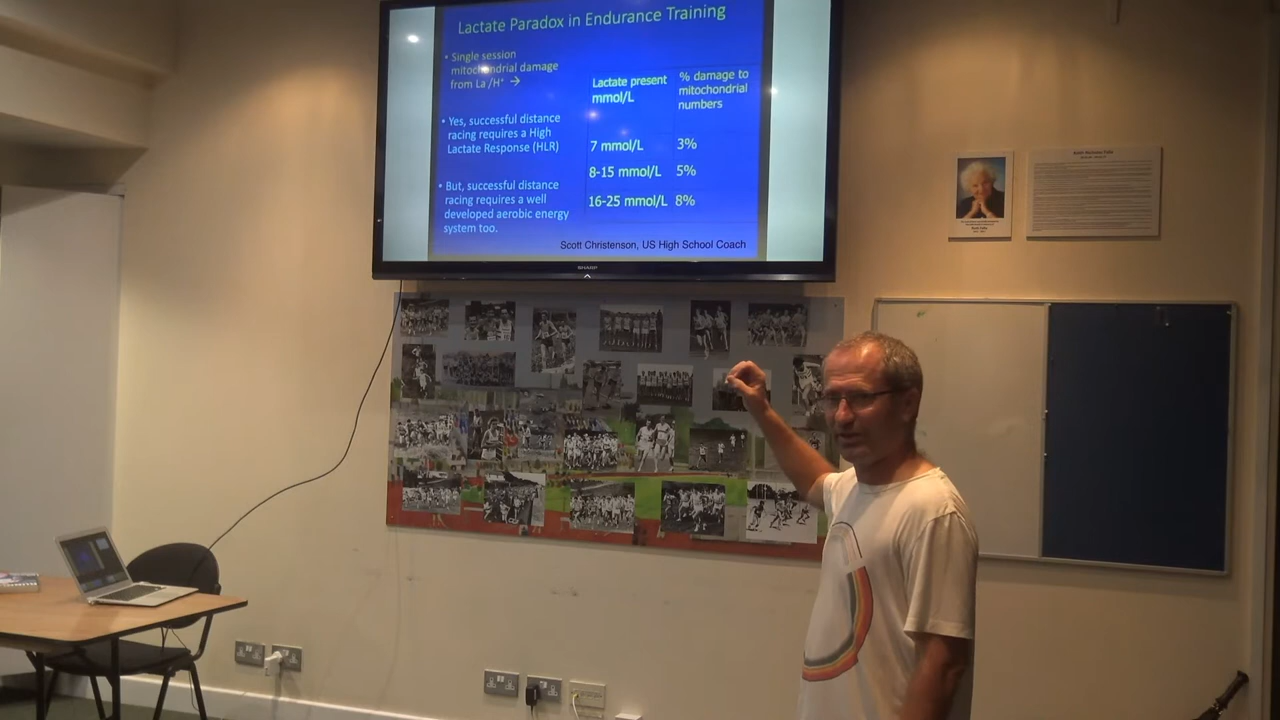 Lactate Paradox in Endurance Training
• Single session
mitochondrial damage
from La⁻/H⁺ →
• Yes, successful distance
racing requires a High
Lactate Response (HLR)
• But, successful distance
racing requires a well
developed aerobic energy
system too.
Lactate present
mmol/L
% damage to
mitochondrial
numbers
7 mmol/L 3%
8-15 mmol/L 5%
16-25 mmol/L 8%
Scott Christenson, US High School Coach
SHARP